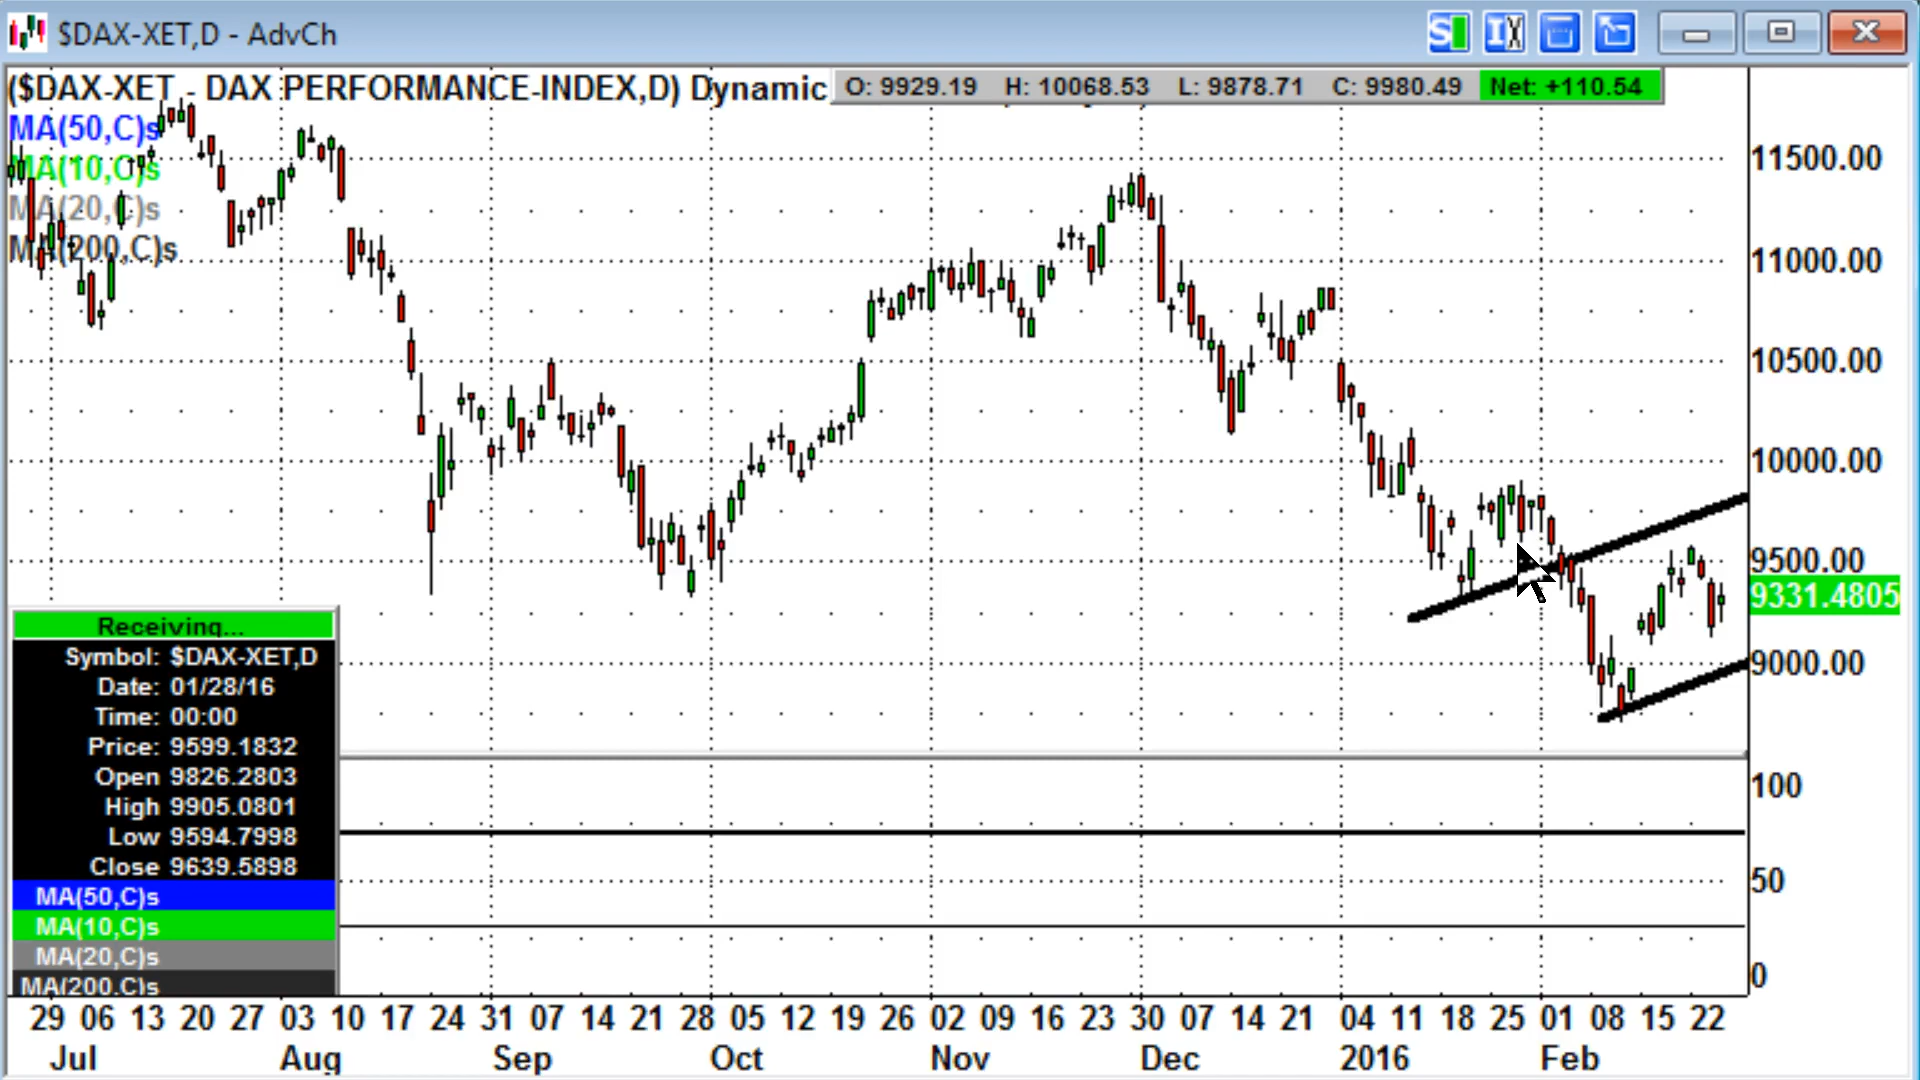 $DAX-XET,D - AdvCh
($DAX-XET - DAX PERFORMANCE-INDEX,D) Dynamic
O: 9929.19 H: 10068.53 L: 9878.71 C: 9980.49 Net: +110.54
MA(50,C)s
MA(10,C)s
MA(20,C)s
MA(200,C)s
11500.00
11000.00
10500.00
10000.00
9500.00
9331.4805
9000.00
100
50
0
Receiving...
Symbol: $DAX-XET,D
Date: 01/28/16
Time: 00:00
Price: 9599.1832
Open 9826.2803
High 9905.0801
Low 9594.7998
Close 9639.5898
MA(50,C)s
MA(10,C)s
MA(20,C)s
MA(200,C)s
29 06 13 20 27 03 10 17 24 31 07 14 21 28 05 12 19 26 02 09 16 23 30 07 14 21 04 11 18 25 01 08 15 22
Jul Aug Sep Oct Nov Dec 2016 Feb